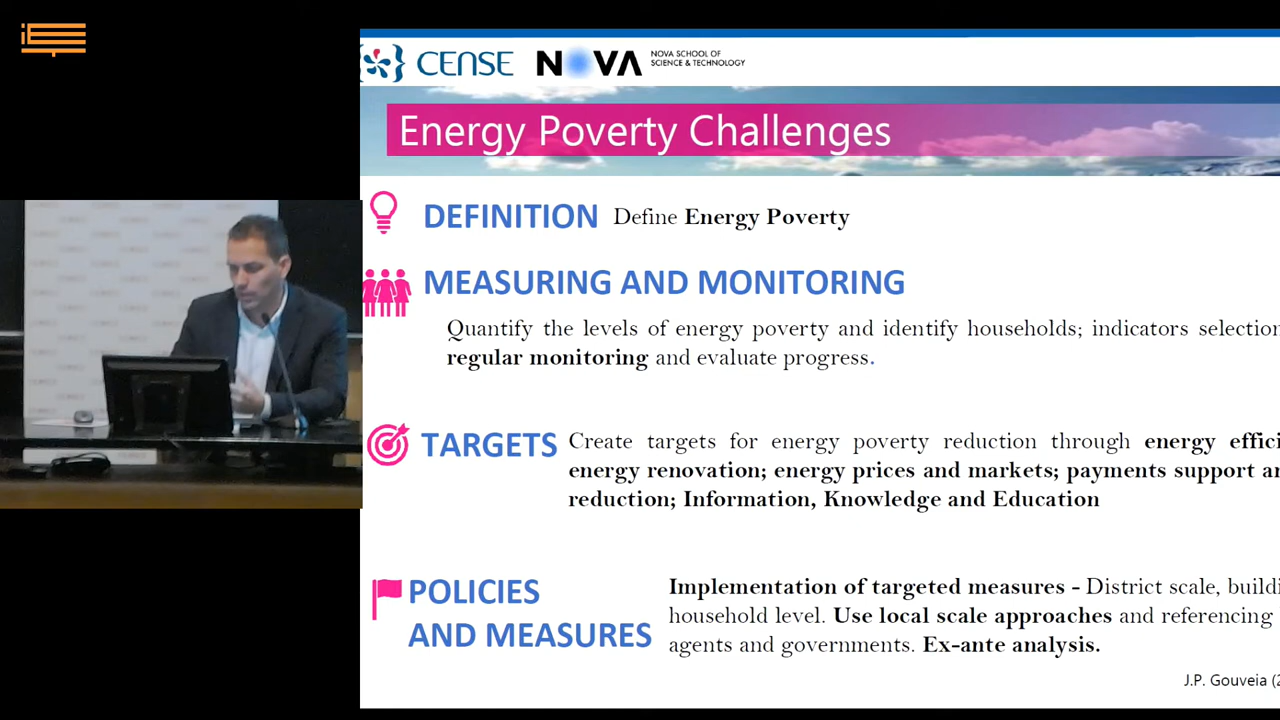 CENSE NOVA NOVA SCHOOL OF
SCIENCE & TECHNOLOGY
Energy Poverty Challenges
DEFINITION Define Energy Poverty
MEASURING AND MONITORING
Quantify the levels of energy poverty and identify households; indicators selection
regular monitoring and evaluate progress.
TARGETS Create targets for energy poverty reduction through energy effici
energy renovation; energy prices and markets; payments support a
reduction; Information, Knowledge and Education
POLICIES
AND MEASURES
Implementation of targeted measures - District scale, buildi
household level. Use local scale approaches and referencing
agents and governments. Ex-ante analysis.
J.P. Gouveia (2